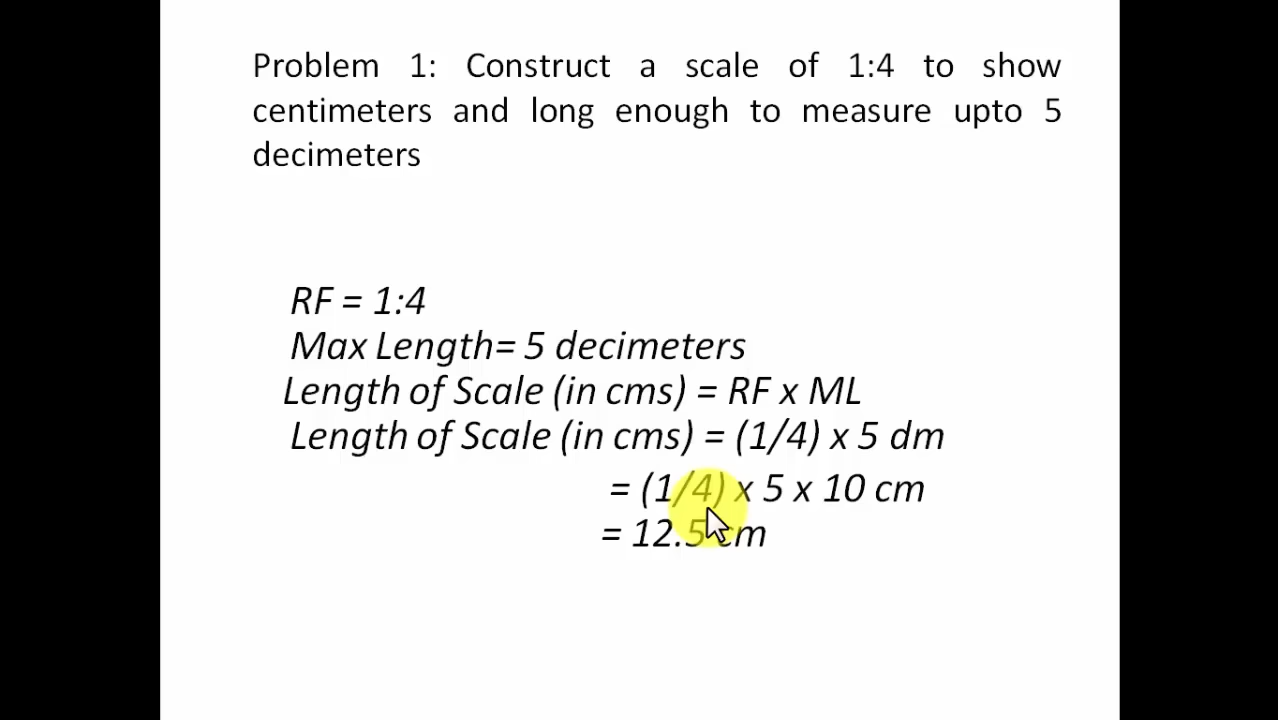 Problem 1: Construct a scale of 1:4 to show
centimeters and long enough to measure upto 5
decimeters
RF = 1:4
Max Length= 5 decimeters
Length of Scale (in cms) = RF x ML
Length of Scale (in cms) = (1/4) x 5 dm
= (1/4) x 5 x 10 cm
= 12.5 cm